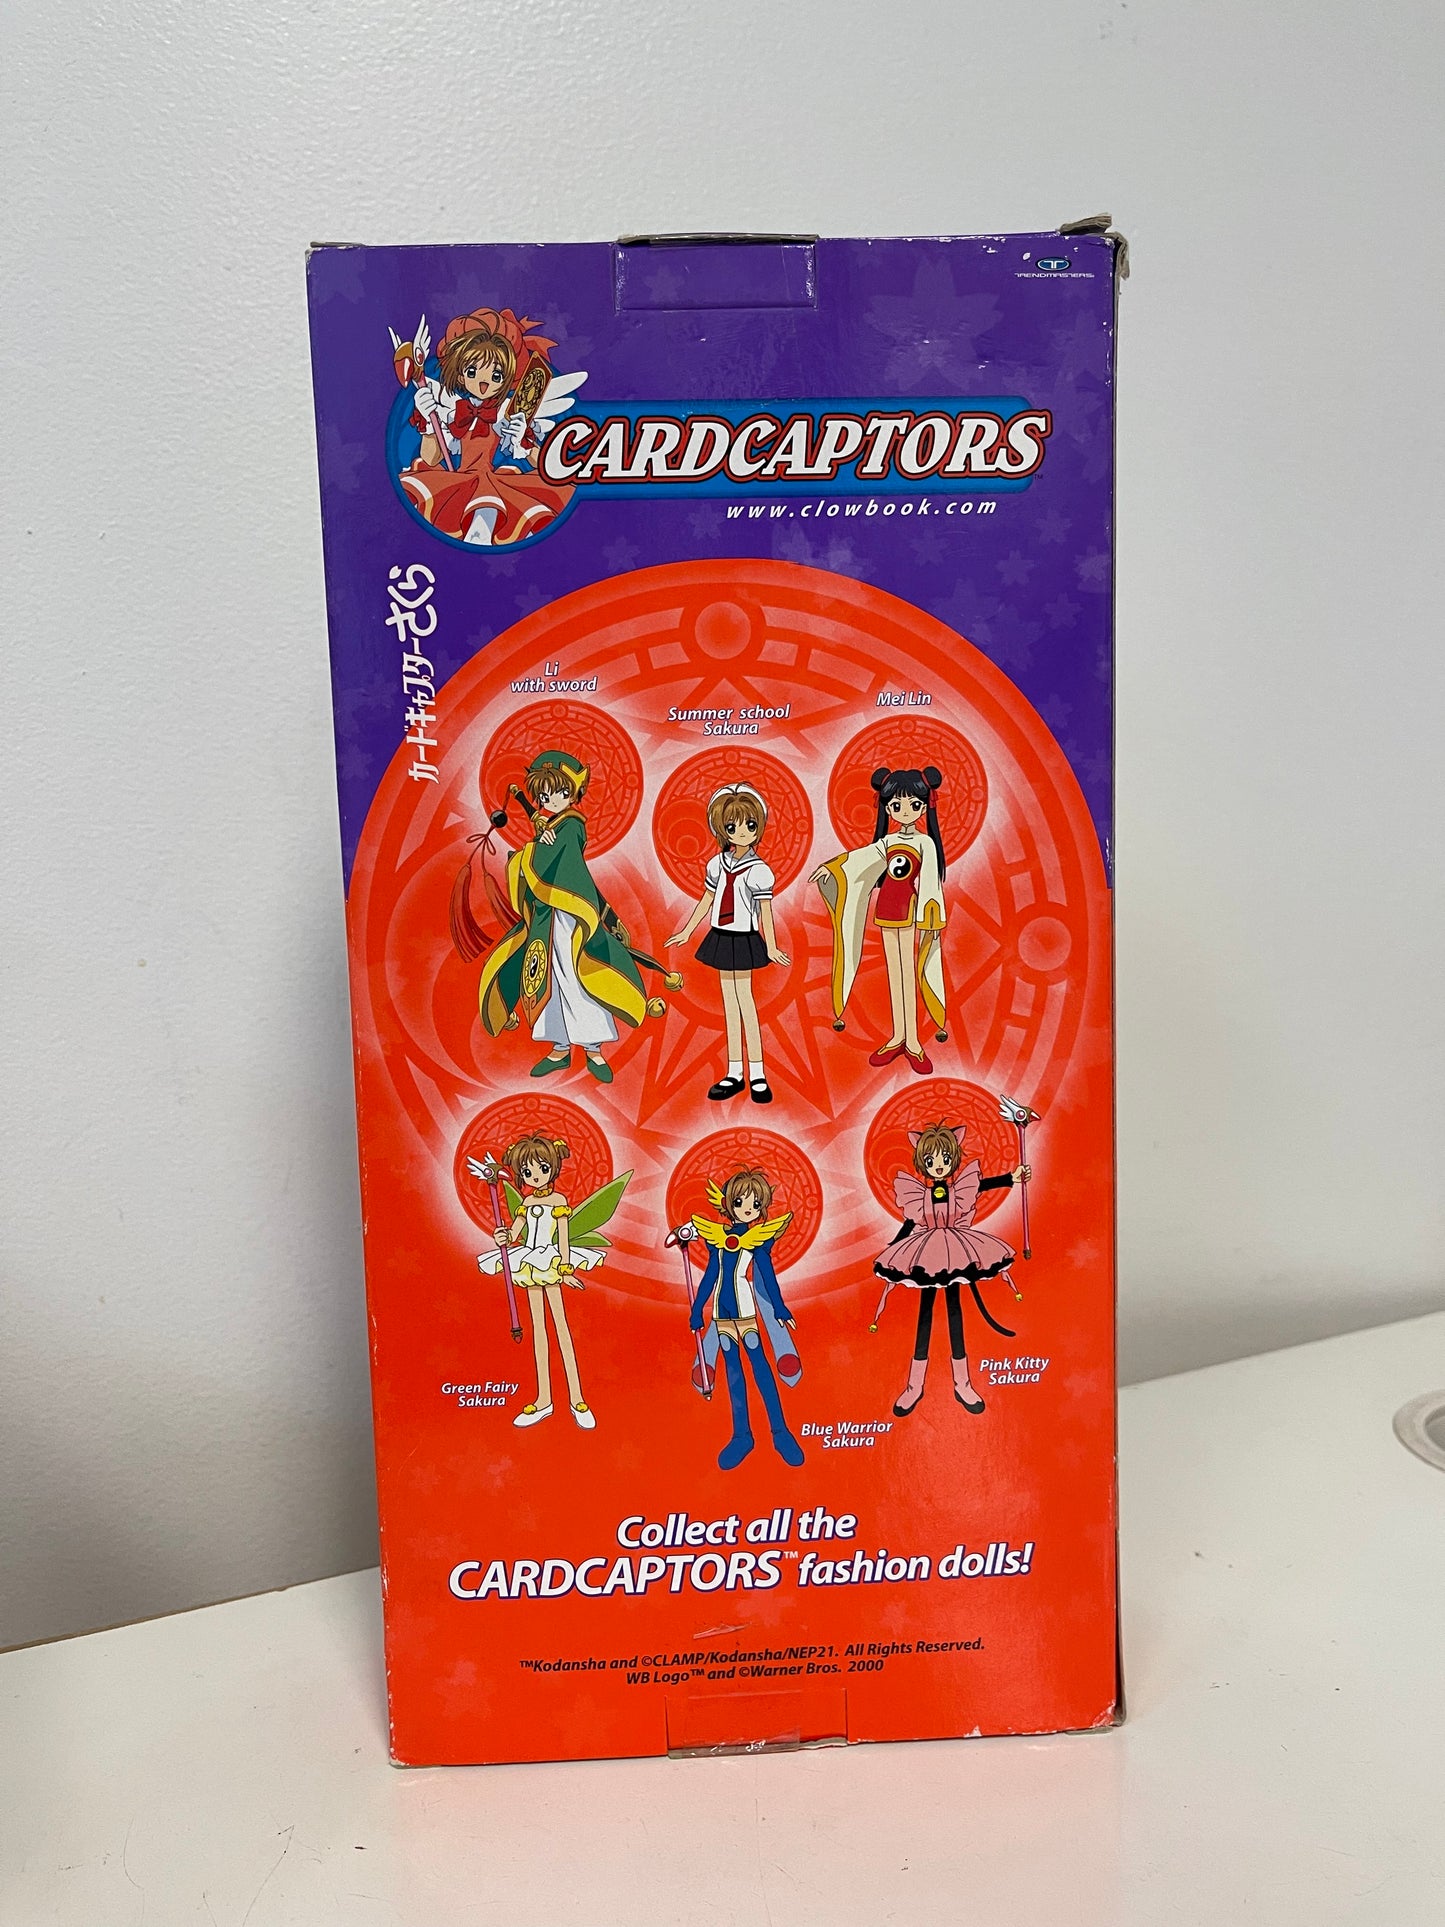 TRENDMASTERS
CARDCAPTORS™
www.clowbook.com
カードキャプターさくら
Li
with sword
Summer school
Sakura
Mei Lin
Green Fairy
Sakura
Blue Warrior
Sakura
Pink Kitty
Sakura
Collect all the
CARDCAPTORS™ fashion dolls!
™Kodansha and ©CLAMP/Kodansha/NEP21. All Rights Reserved.
WB Logo™ and ©Warner Bros. 2000